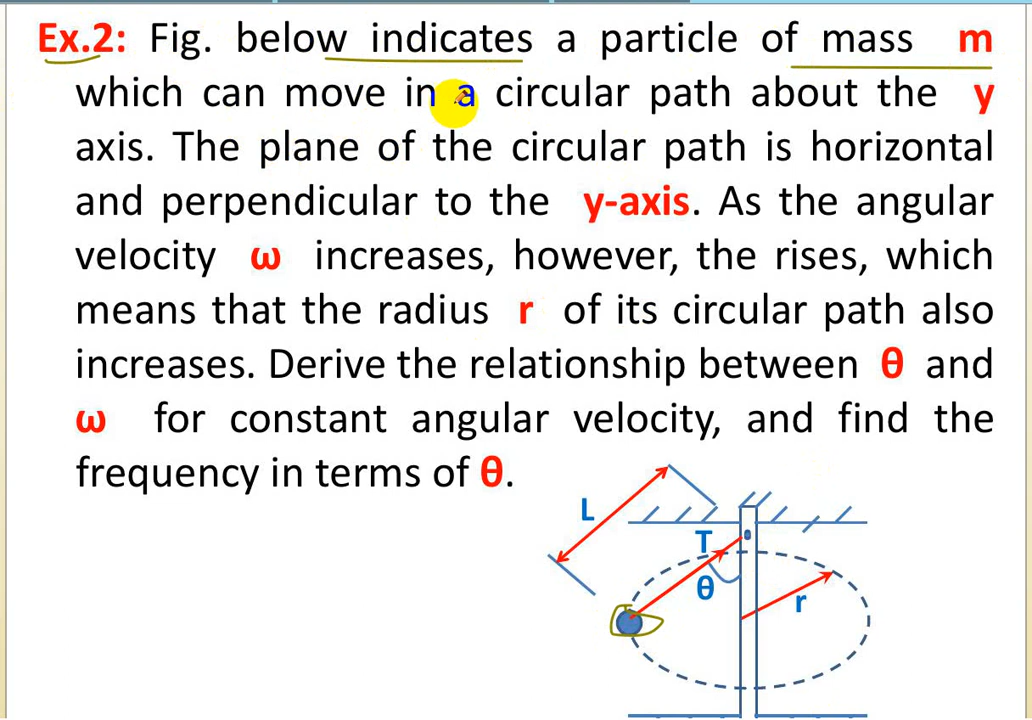 Ex.2: Fig. below indicates a particle of mass m
which can move in a circular path about the y
axis. The plane of the circular path is horizontal
and perpendicular to the y-axis. As the angular
velocity ω increases, however, the rises, which
means that the radius r of its circular path also
increases. Derive the relationship between θ and
ω for constant angular velocity, and find the
frequency in terms of θ.
L
T
θ
r